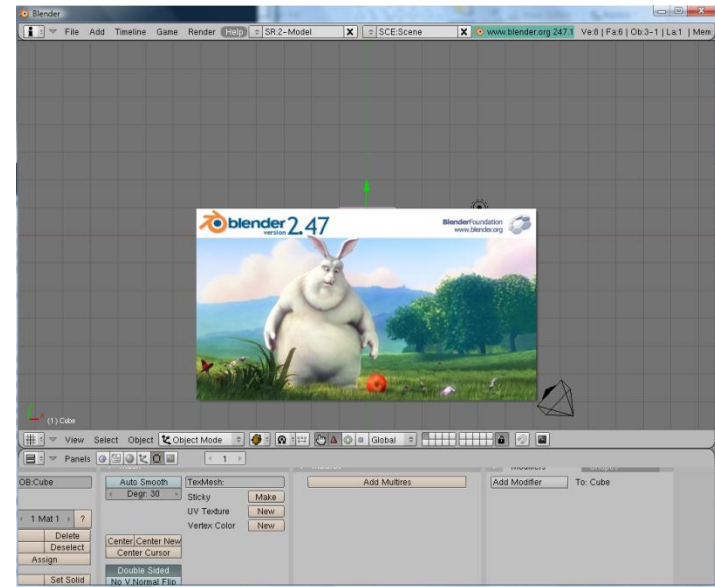 Blender
File Add Timeline Game Render Help SR:2-Model X SCE:Scene X www.blender.org 247.1 Ve:8 | Fa:6 | Ob:3-1 | La:1 | Mem:
blender 2.47
version
BlenderFoundation
www.blender.org
(1) Cube
View Select Object Object Mode Global
Panels 1
Modifiers
OB:Cube Auto Smooth TexMesh: Add Multires Add Modifier To: Cube
Degr: 30 Sticky Make
1 Mat 1 ? UV Texture New
Vertex Color New
Delete Center Center New
Deselect Center Cursor
Assign
Double Sided
Set Solid No V.Normal Flip